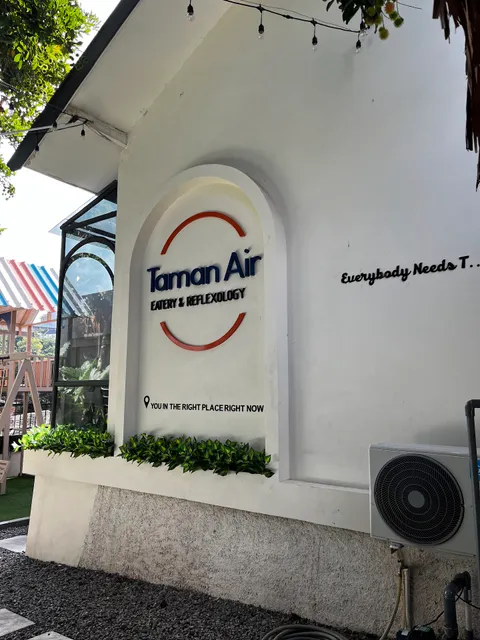 Taman Air
EATERY & REFLEXOLOGY
YOU IN THE RIGHT PLACE RIGHT NOW
Everybody Needs T...